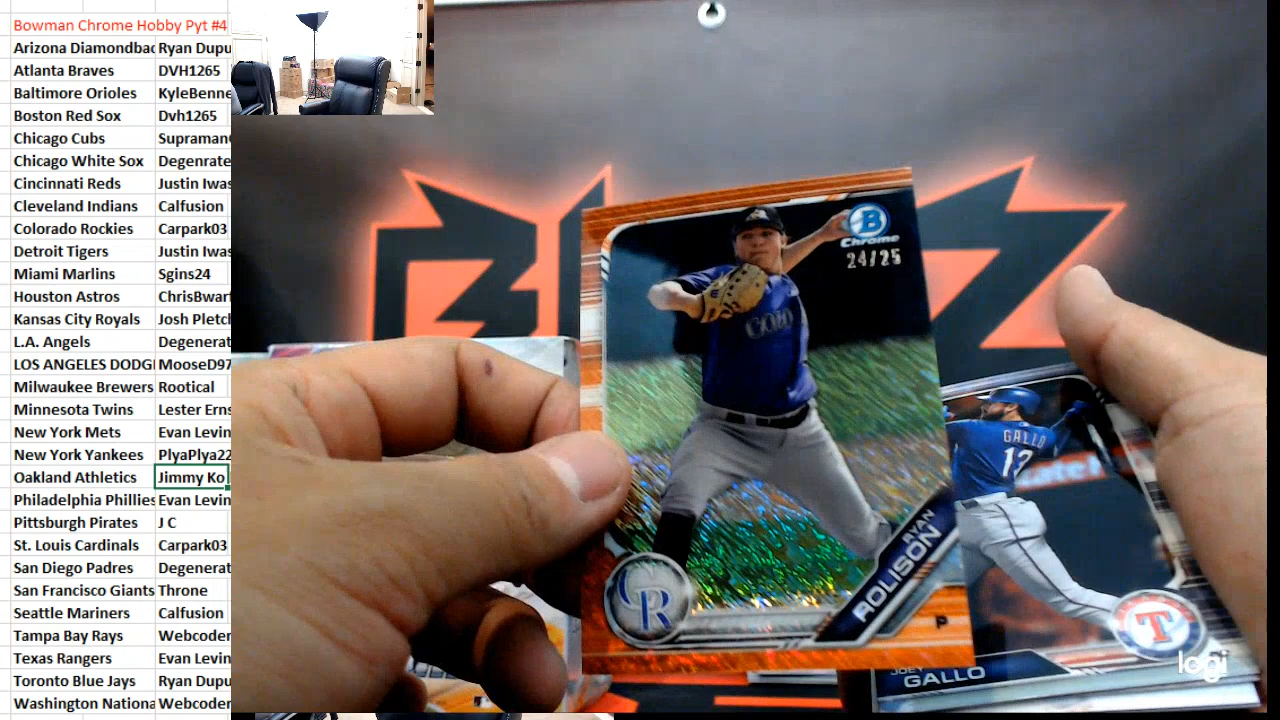 Bowman Chrome Hobby Pyt #4
Arizona Diamondbac Ryan Dupu
Atlanta Braves DVH1265
Baltimore Orioles KyleBenne
Boston Red Sox Dvh1265
Chicago Cubs Supraman
Chicago White Sox Degenrate
Cincinnati Reds Justin Iwas
Cleveland Indians Calfusion
Colorado Rockies Carpark03
Detroit Tigers Justin Iwas
Miami Marlins Sgins24
Houston Astros ChrisBwar
Kansas City Royals Josh Pletch
L.A. Angels Degenerat
LOS ANGELES DODG MooseD97
Milwaukee Brewers Rootical
Minnesota Twins Lester Erns
New York Mets Evan Levin
New York Yankees PlyaPlya22
Oakland Athletics Jimmy Ko
Philadelphia Phillies Evan Levin
Pittsburgh Pirates J C
St. Louis Cardinals Carpark03
San Diego Padres Degenerat
San Francisco Giants Throne
Seattle Mariners Calfusion
Tampa Bay Rays Webcoder
Texas Rangers Evan Levin
Toronto Blue Jays Ryan Dupu
Washington Nationa Webcoder
B
Chrome
24/25
COLO
CR
RYAN
ROLISON
P
GALLO
13
T
JOEY
GALLO
logi